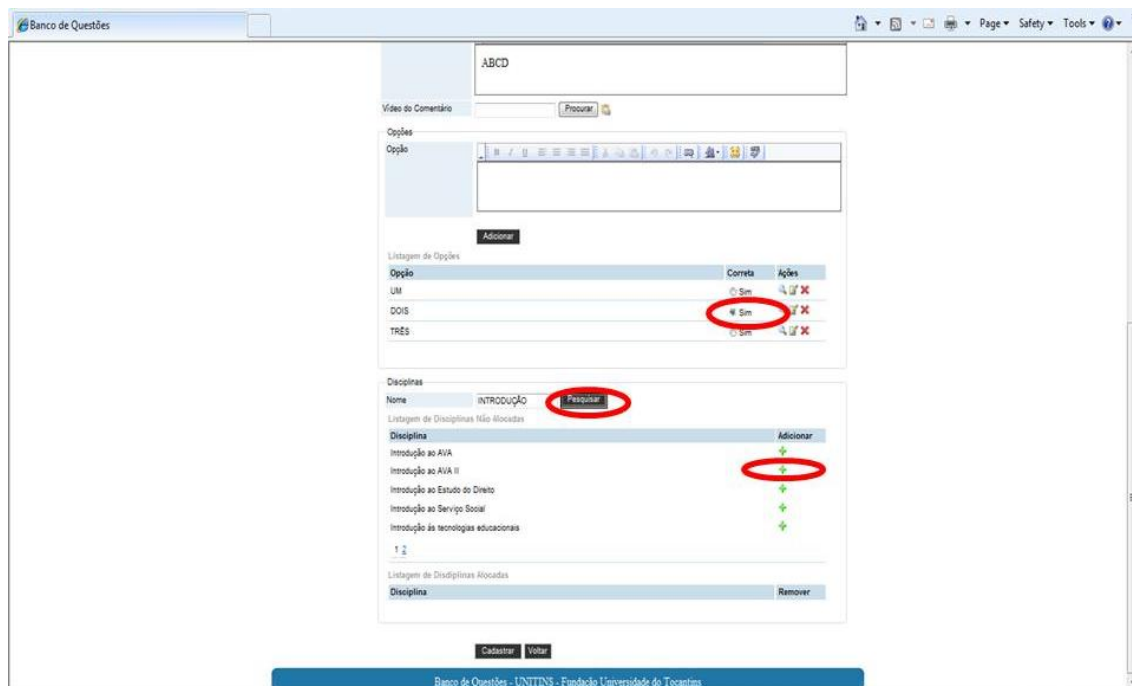 Banco de Questões
Page Safety Tools
ABCD
Vídeo do Comentário Procurar
Opções
Opção
Adicionar
Listagem de Opções
Opção Correta Ações
UM Sim
DOIS Sim
TRÊS Sim
Disciplinas
Nome INTRODUÇÃO Pesquisar
Listagem de Disciplinas Não Alocadas
Disciplina Adicionar
Introdução ao AVA
Introdução ao AVA II
Introdução ao Estudo do Direito
Introdução ao Serviço Social
Introdução às tecnologias educacionais
1 2
Listagem de Disdiplinas Alocadas
Disciplina Remover
Cadastrar Voltar
Banco de Questões - UNITINS - Fundação Universidade do Tocantins